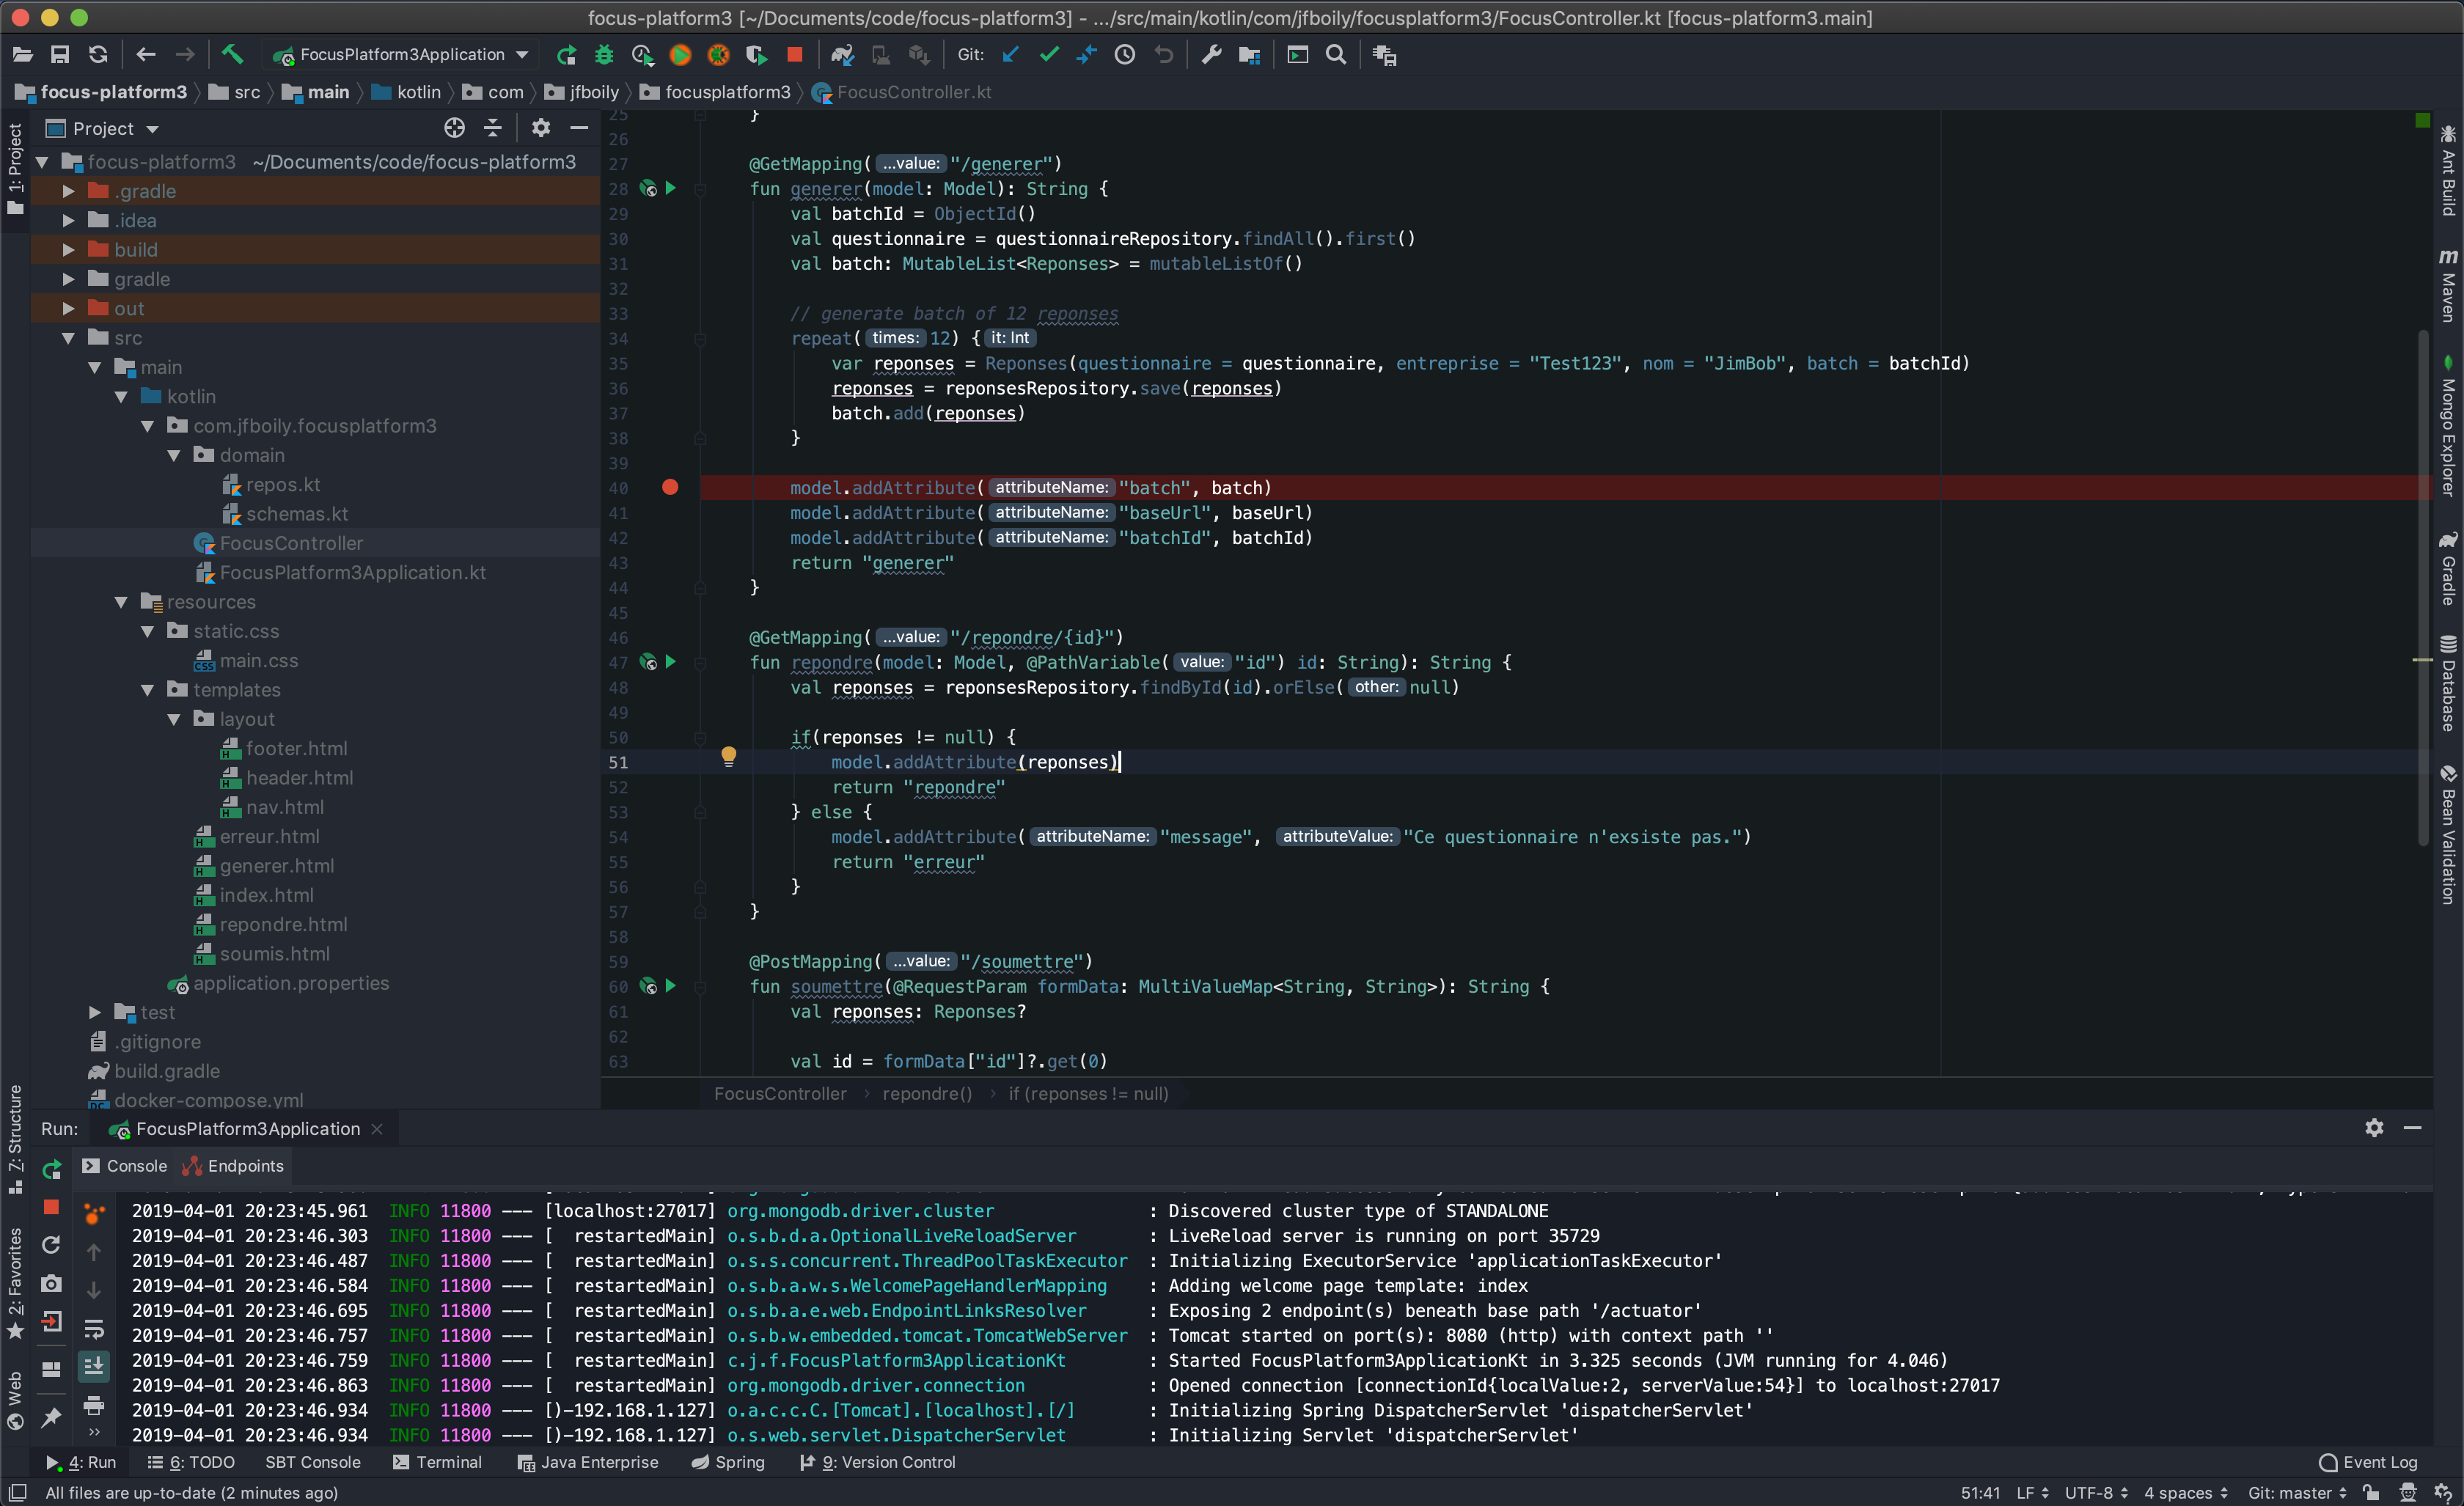 focus-platform3 [~/Documents/code/focus-platform3] - .../src/main/kotlin/com/jfboily/focusplatform3/FocusController.kt [focus-platform3.main]
FocusPlatform3Application
Git:
focus-platform3 src main kotlin com jfboily focusplatform3 FocusController.kt
Project
focus-platform3 ~/Documents/code/focus-platform3
.gradle
.idea
build
gradle
out
src
main
kotlin
com.jfboily.focusplatform3
domain
repos.kt
schemas.kt
FocusController
FocusPlatform3Application.kt
resources
static.css
main.css
templates
layout
footer.html
header.html
nav.html
erreur.html
generer.html
index.html
repondre.html
soumis.html
application.properties
test
.gitignore
build.gradle
docker-compose.yml
1: Project
7: Structure
2: Favorites
Web
25 }
26
27 @GetMapping( ...value: "/generer")
28 fun generer(model: Model): String {
29 val batchId = ObjectId()
30 val questionnaire = questionnaireRepository.findAll().first()
31 val batch: MutableList<Reponses> = mutableListOf()
32
33 // generate batch of 12 reponses
34 repeat( times: 12) { it: Int
35 var reponses = Reponses(questionnaire = questionnaire, entreprise = "Test123", nom = "JimBob", batch = batchId)
36 reponses = reponsesRepository.save(reponses)
37 batch.add(reponses)
38 }
39
40 model.addAttribute( attributeName: "batch", batch)
41 model.addAttribute( attributeName: "baseUrl", baseUrl)
42 model.addAttribute( attributeName: "batchId", batchId)
43 return "generer"
44 }
45
46 @GetMapping( ...value: "/repondre/{id}")
47 fun repondre(model: Model, @PathVariable( value: "id") id: String): String {
48 val reponses = reponsesRepository.findById(id).orElse( other: null)
49
50 if(reponses != null) {
51 model.addAttribute(reponses)
52 return "repondre"
53 } else {
54 model.addAttribute( attributeName: "message", attributeValue: "Ce questionnaire n'exsiste pas.")
55 return "erreur"
56 }
57 }
58
59 @PostMapping( ...value: "/soumettre")
60 fun soumettre(@RequestParam formData: MultiValueMap<String, String>): String {
61 val reponses: Reponses?
62
63 val id = formData["id"]?.get(0)
FocusController › repondre() › if (reponses != null)
Ant Build
Maven
Mongo Explorer
Gradle
Database
Bean Validation
Run: FocusPlatform3Application
Console Endpoints
2019-04-01 20:23:45.961 INFO 11800 --- [localhost:27017] org.mongodb.driver.cluster : Discovered cluster type of STANDALONE
2019-04-01 20:23:46.303 INFO 11800 --- [ restartedMain] o.s.b.d.a.OptionalLiveReloadServer : LiveReload server is running on port 35729
2019-04-01 20:23:46.487 INFO 11800 --- [ restartedMain] o.s.s.concurrent.ThreadPoolTaskExecutor : Initializing ExecutorService 'applicationTaskExecutor'
2019-04-01 20:23:46.584 INFO 11800 --- [ restartedMain] o.s.b.a.w.s.WelcomePageHandlerMapping : Adding welcome page template: index
2019-04-01 20:23:46.695 INFO 11800 --- [ restartedMain] o.s.b.a.e.web.EndpointLinksResolver : Exposing 2 endpoint(s) beneath base path '/actuator'
2019-04-01 20:23:46.757 INFO 11800 --- [ restartedMain] o.s.b.w.embedded.tomcat.TomcatWebServer : Tomcat started on port(s): 8080 (http) with context path ''
2019-04-01 20:23:46.759 INFO 11800 --- [ restartedMain] c.j.f.FocusPlatform3ApplicationKt : Started FocusPlatform3ApplicationKt in 3.325 seconds (JVM running for 4.046)
2019-04-01 20:23:46.863 INFO 11800 --- [ restartedMain] org.mongodb.driver.connection : Opened connection [connectionId{localValue:2, serverValue:54}] to localhost:27017
2019-04-01 20:23:46.934 INFO 11800 --- [)-192.168.1.127] o.a.c.c.C.[Tomcat].[localhost].[/] : Initializing Spring DispatcherServlet 'dispatcherServlet'
2019-04-01 20:23:46.934 INFO 11800 --- [)-192.168.1.127] o.s.web.servlet.DispatcherServlet : Initializing Servlet 'dispatcherServlet'
4: Run 6: TODO SBT Console Terminal Java Enterprise Spring 9: Version Control Event Log
All files are up-to-date (2 minutes ago) 51:41 LF UTF-8 4 spaces Git: master